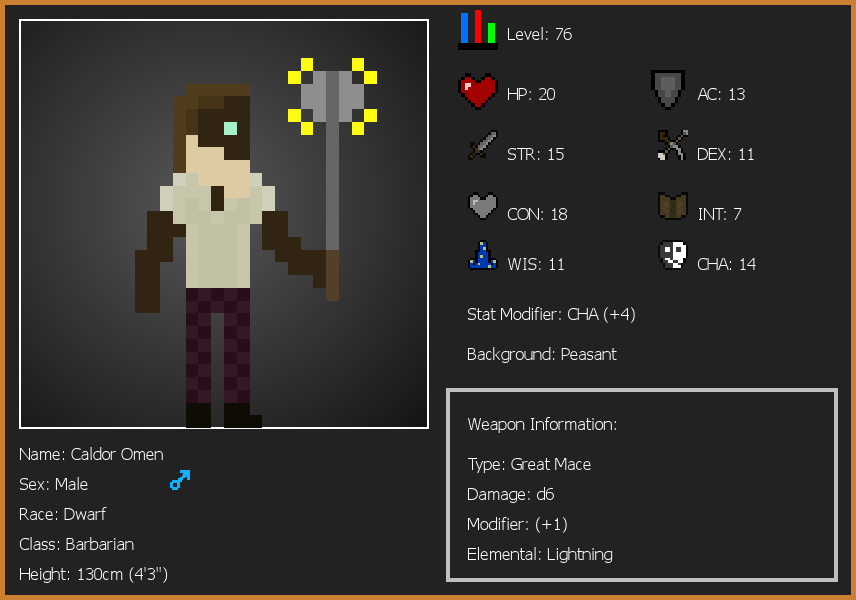 Level: 76
HP: 20
AC: 13
STR: 15
DEX: 11
CON: 18
INT: 7
WIS: 11
CHA: 14
Stat Modifier: CHA (+4)
Background: Peasant
Weapon Information:
Type: Great Mace
Damage: d6
Modifier: (+1)
Elemental: Lightning
Name: Caldor Omen
Sex: Male
Race: Dwarf
Class: Barbarian
Height: 130cm (4'3")